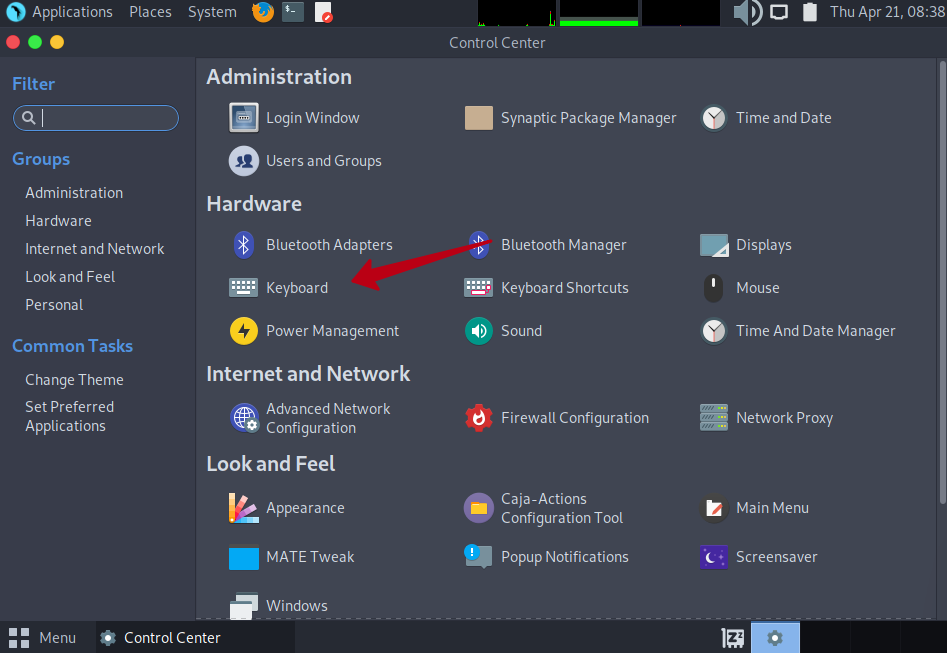 Applications Places System Thu Apr 21, 08:38
Control Center
Filter
Groups
Administration
Hardware
Internet and Network
Look and Feel
Personal
Common Tasks
Change Theme
Set Preferred
Applications
Administration
Login Window Synaptic Package Manager Time and Date
Users and Groups
Hardware
Bluetooth Adapters Bluetooth Manager Displays
Keyboard Keyboard Shortcuts Mouse
Power Management Sound Time And Date Manager
Internet and Network
Advanced Network
Configuration
Firewall Configuration Network Proxy
Look and Feel
Appearance
Caja-Actions
Configuration Tool
Main Menu
MATE Tweak Popup Notifications Screensaver
Windows
Menu Control Center